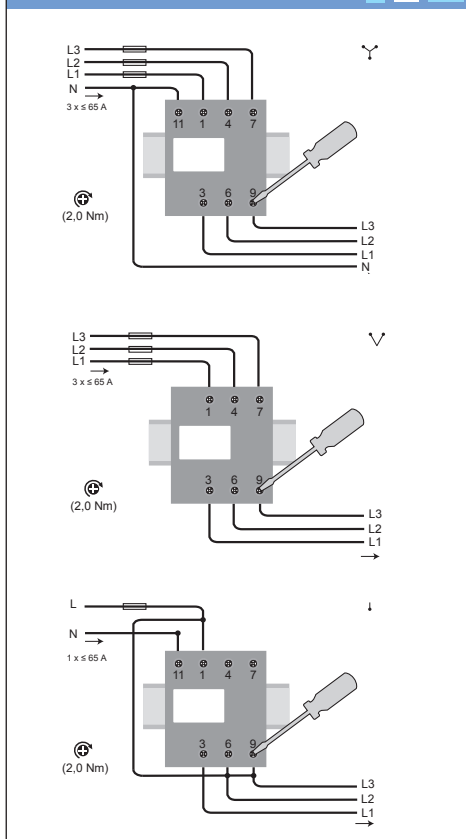 L3
L2
L1
N
3 x ≤ 65 A
11 1 4 7
3 6 9
(2,0 Nm)
L3
L2
L1
N
L3
L2
L1
3 x ≤ 65 A
1 4 7
3 6 9
(2,0 Nm)
L3
L2
L1
L
N
1 x ≤ 65 A
11 1 4 7
3 6 9
(2,0 Nm)
L3
L2
L1